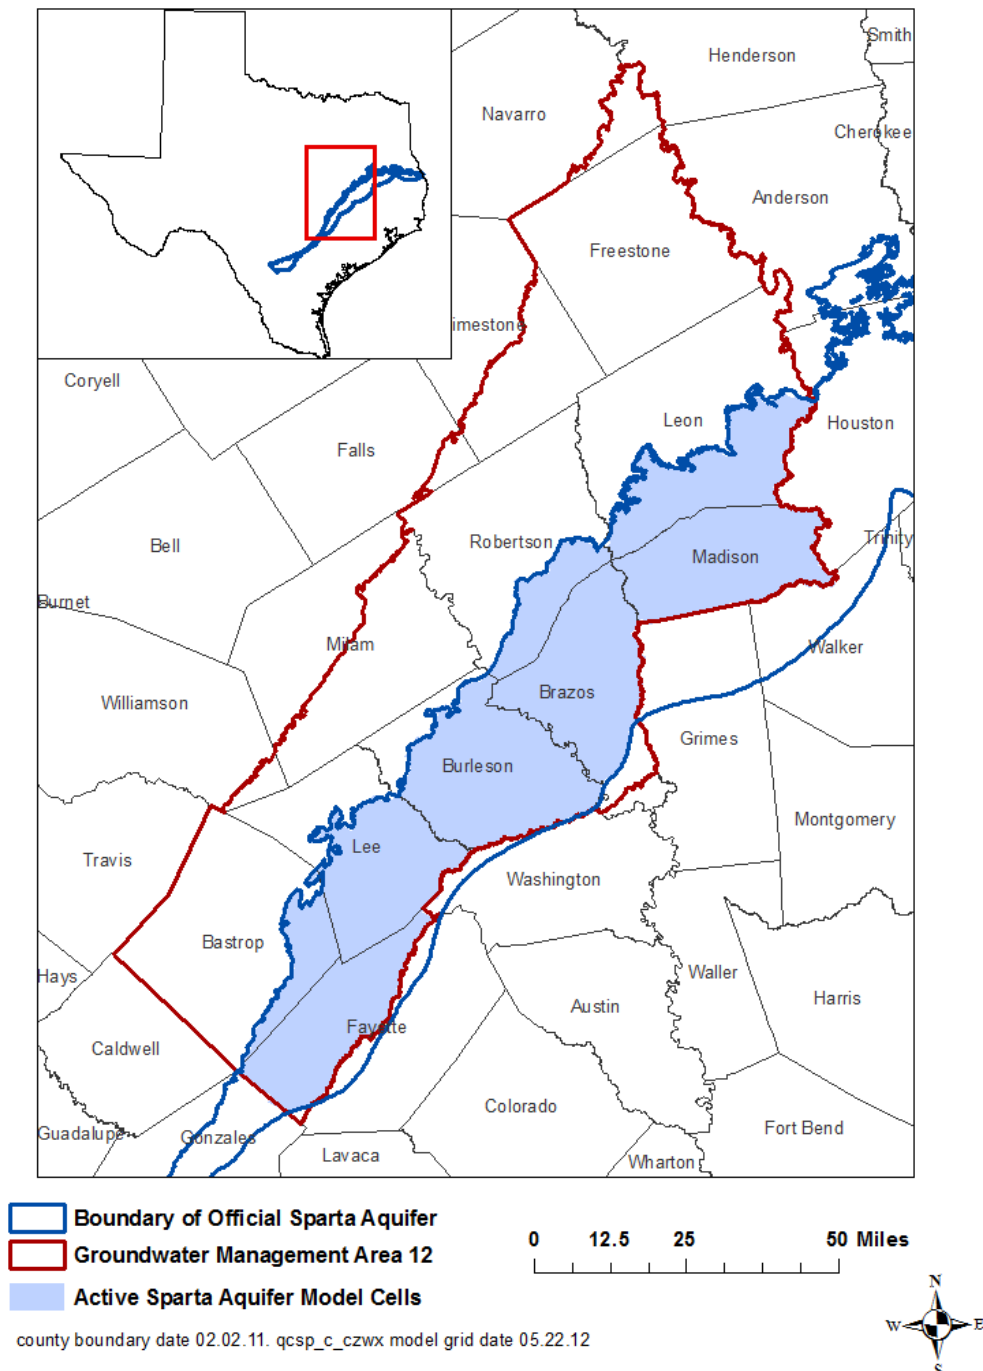 Smith
Henderson
Navarro
Cherokee
Anderson
Freestone
imestone
Coryell
Leon
Houston
Falls
Robertson
Trinity
Bell
Madison
Burnet
Milam
Walker
Williamson
Brazos
Grimes
Burleson
Montgomery
Travis
Lee
Washington
Bastrop
Hays
Waller
Harris
Austin
Fayette
Caldwell
Colorado
Fort Bend
Guadalupe
Gonzales
Lavaca
Wharton
Boundary of Official Sparta Aquifer
Groundwater Management Area 12
Active Sparta Aquifer Model Cells
0 12.5 25 50 Miles
N
W E
S
county boundary date 02.02.11. qcsp_c_czwx model grid date 05.22.12